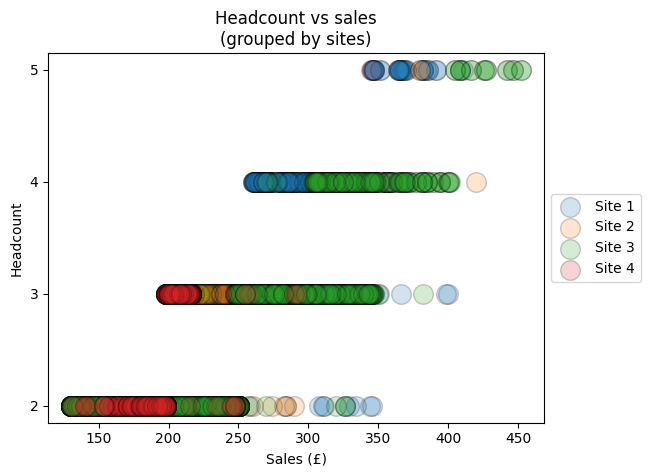 Headcount vs sales
(grouped by sites)
5
4
3
2
Headcount
150 200 250 300 350 400 450
Sales (£)
Site 1
Site 2
Site 3
Site 4